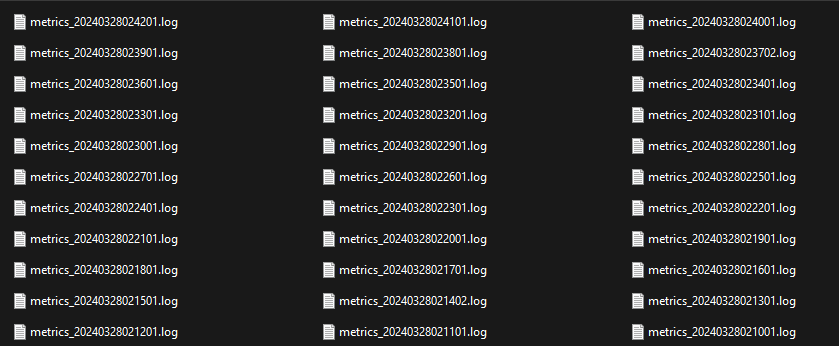 metrics_20240328024201.log metrics_20240328024101.log metrics_20240328024001.log
metrics_20240328023901.log metrics_20240328023801.log metrics_20240328023702.log
metrics_20240328023601.log metrics_20240328023501.log metrics_20240328023401.log
metrics_20240328023301.log metrics_20240328023201.log metrics_20240328023101.log
metrics_20240328023001.log metrics_20240328022901.log metrics_20240328022801.log
metrics_20240328022701.log metrics_20240328022601.log metrics_20240328022501.log
metrics_20240328022401.log metrics_20240328022301.log metrics_20240328022201.log
metrics_20240328022101.log metrics_20240328022001.log metrics_20240328021901.log
metrics_20240328021801.log metrics_20240328021701.log metrics_20240328021601.log
metrics_20240328021501.log metrics_20240328021402.log metrics_20240328021301.log
metrics_20240328021201.log metrics_20240328021101.log metrics_20240328021001.log